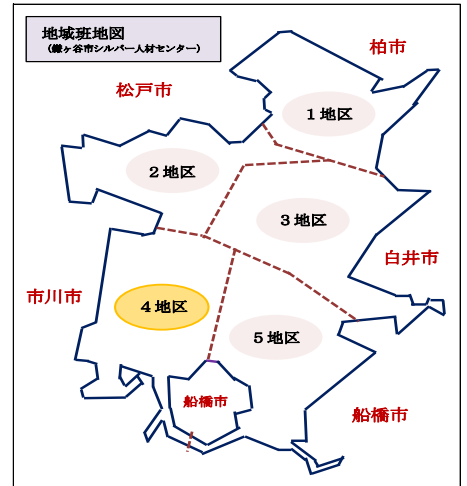 地域班地図
（鎌ヶ谷市シルバー人材センター）
柏市
松戸市
1地区
2地区
3地区
白井市
市川市
4地区
5地区
船橋市
船橋市